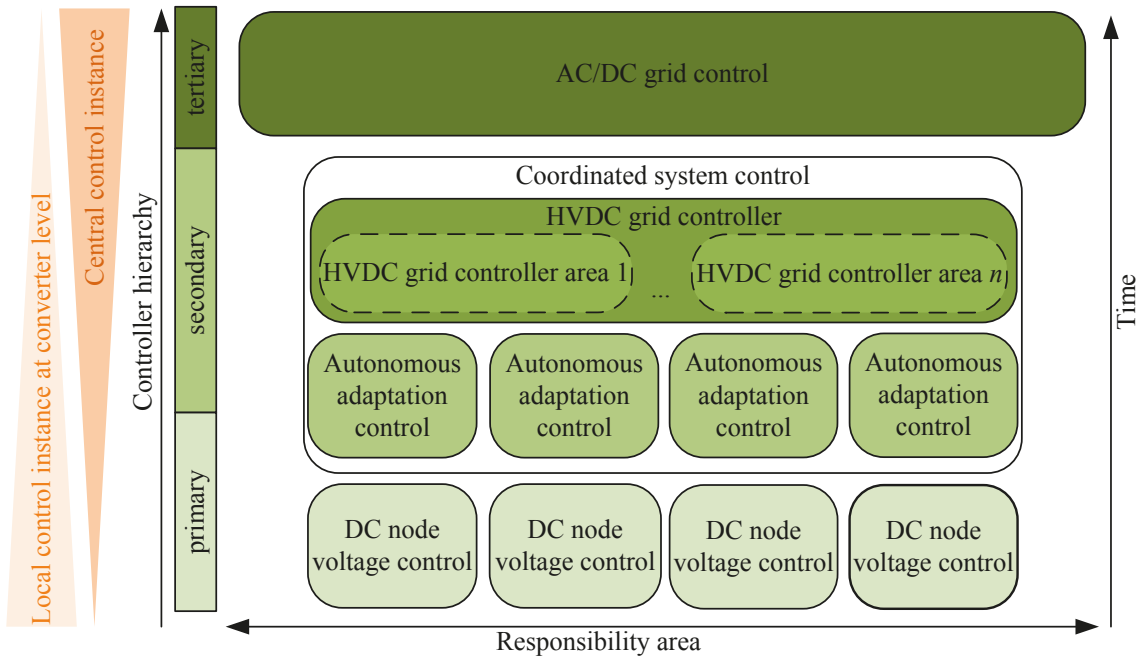 Local control instance at converter level
Central control instance
Controller hierarchy
tertiary
secondary
primary
AC/DC grid control
Coordinated system control
HVDC grid controller
HVDC grid controller area 1
...
HVDC grid controller area n
Autonomous
adaptation
control
Autonomous
adaptation
control
Autonomous
adaptation
control
Autonomous
adaptation
control
DC node
voltage control
DC node
voltage control
DC node
voltage control
DC node
voltage control
Responsibility area
Time